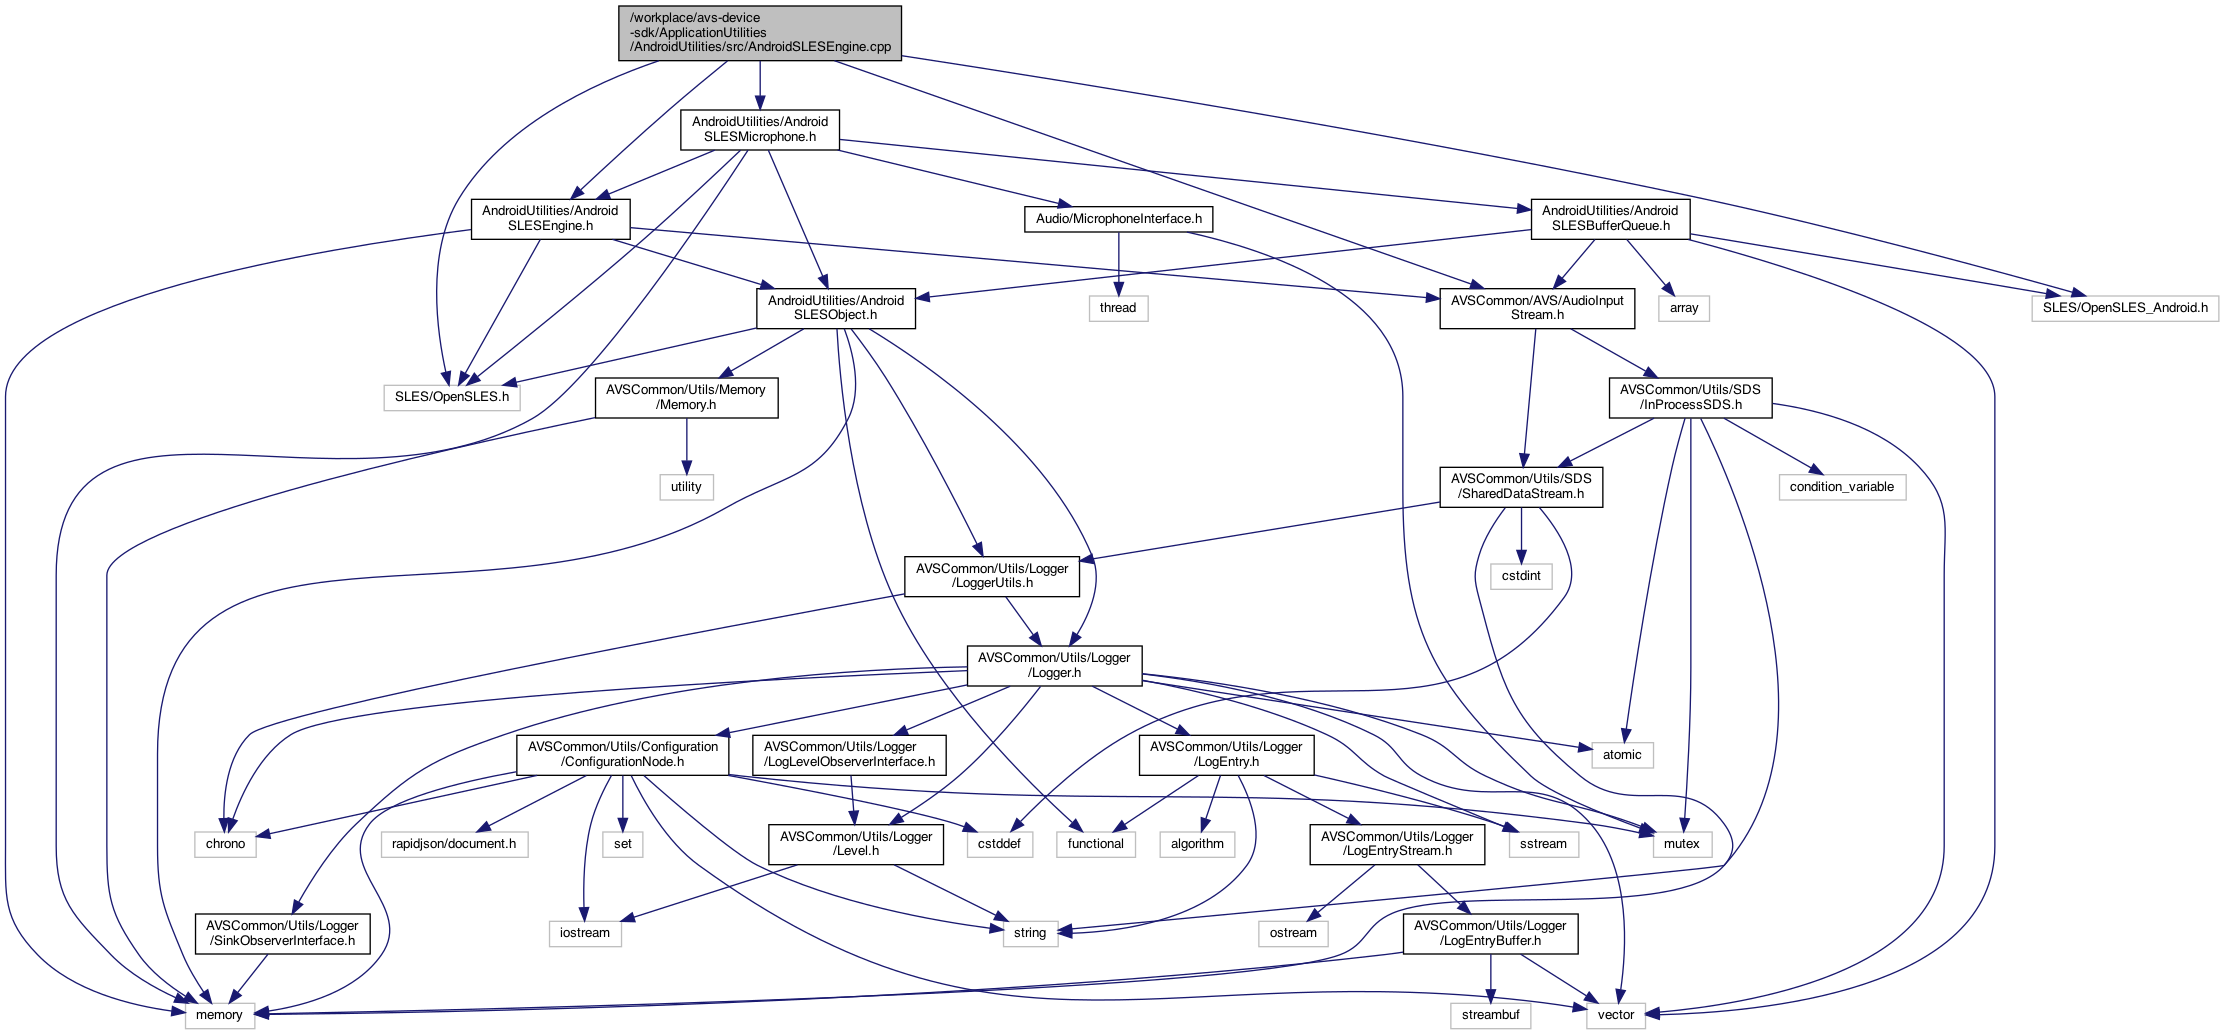 /workplace/avs-device
-sdk/ApplicationUtilities
/AndroidUtilities/src/AndroidSLESEngine.cpp
AndroidUtilities/Android
SLESMicrophone.h
AndroidUtilities/Android
SLESEngine.h
Audio/MicrophoneInterface.h
AndroidUtilities/Android
SLESBufferQueue.h
AndroidUtilities/Android
SLESObject.h
thread
AVSCommon/AVS/AudioInput
Stream.h
array
SLES/OpenSLES_Android.h
SLES/OpenSLES.h
AVSCommon/Utils/Memory
/Memory.h
AVSCommon/Utils/SDS
/InProcessSDS.h
utility
AVSCommon/Utils/SDS
/SharedDataStream.h
condition_variable
AVSCommon/Utils/Logger
/LoggerUtils.h
cstdint
AVSCommon/Utils/Logger
/Logger.h
AVSCommon/Utils/Configuration
/ConfigurationNode.h
AVSCommon/Utils/Logger
/LogLevelObserverInterface.h
AVSCommon/Utils/Logger
/LogEntry.h
atomic
chrono
rapidjson/document.h
set
AVSCommon/Utils/Logger
/Level.h
cstddef
functional
algorithm
AVSCommon/Utils/Logger
/LogEntryStream.h
sstream
mutex
AVSCommon/Utils/Logger
/SinkObserverInterface.h
iostream
string
ostream
AVSCommon/Utils/Logger
/LogEntryBuffer.h
memory
streambuf
vector